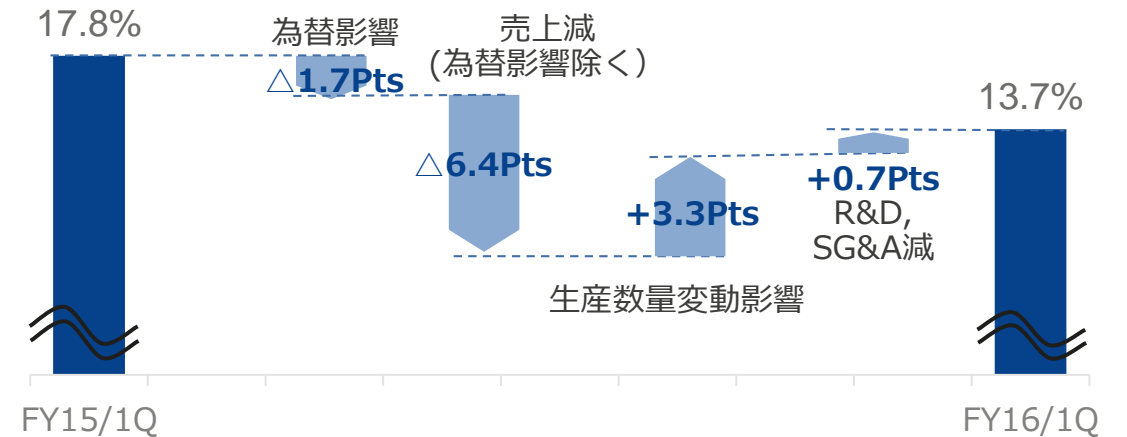 17.8%
為替影響
△1.7Pts
売上減
(為替影響除く）
△6.4Pts
+3.3Pts
生産数量変動影響
+0.7Pts
R&D,
SG&A減
13.7%
FY15/1Q
FY16/1Q